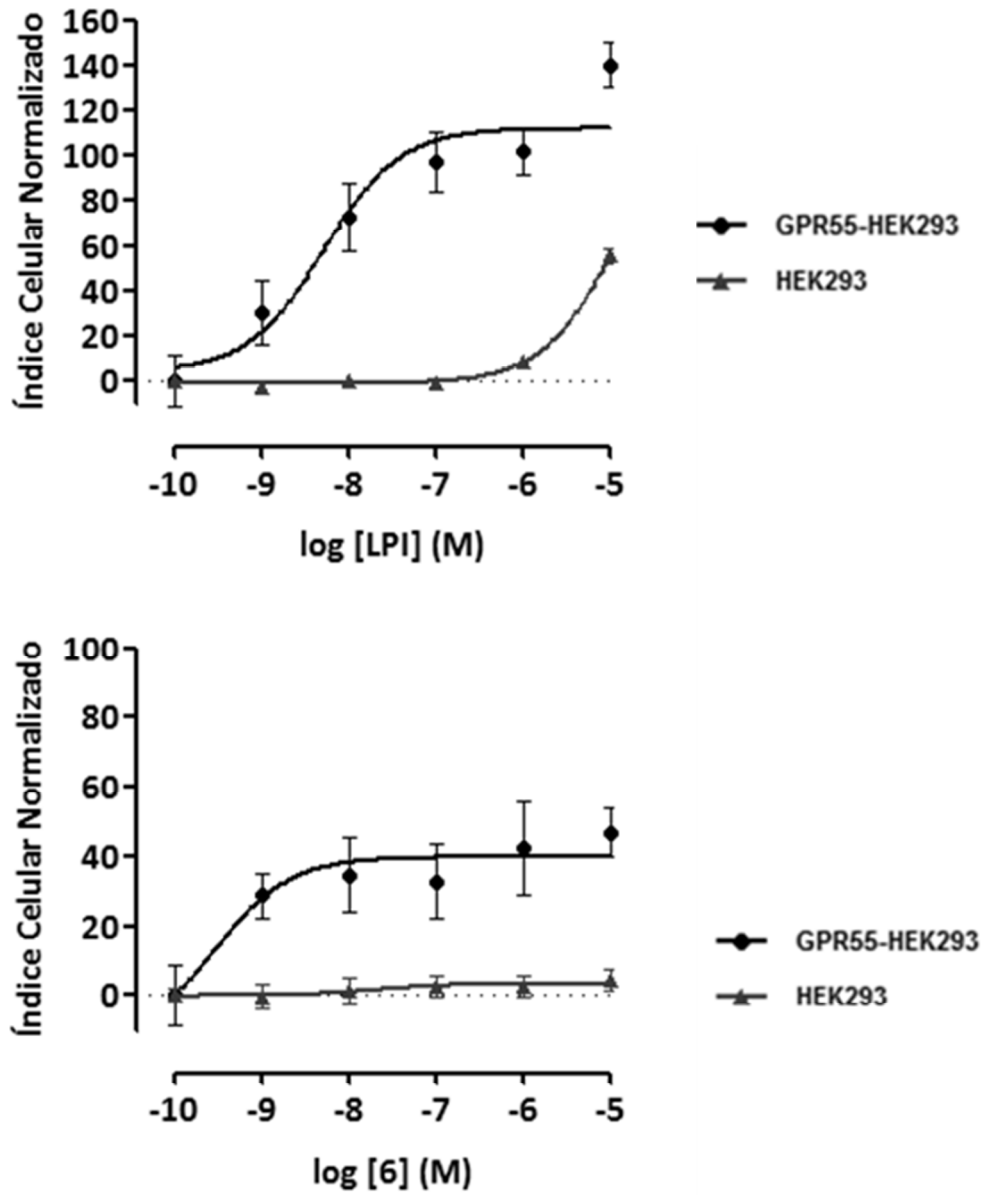 Índice Celular Normalizado
160
140
120
100
80
60
40
20
0
-10 -9 -8 -7 -6 -5
log [LPI] (M)
GPR55-HEK293
HEK293
Índice Celular Normalizado
100
80
60
40
20
0
-10 -9 -8 -7 -6 -5
log [6] (M)
GPR55-HEK293
HEK293